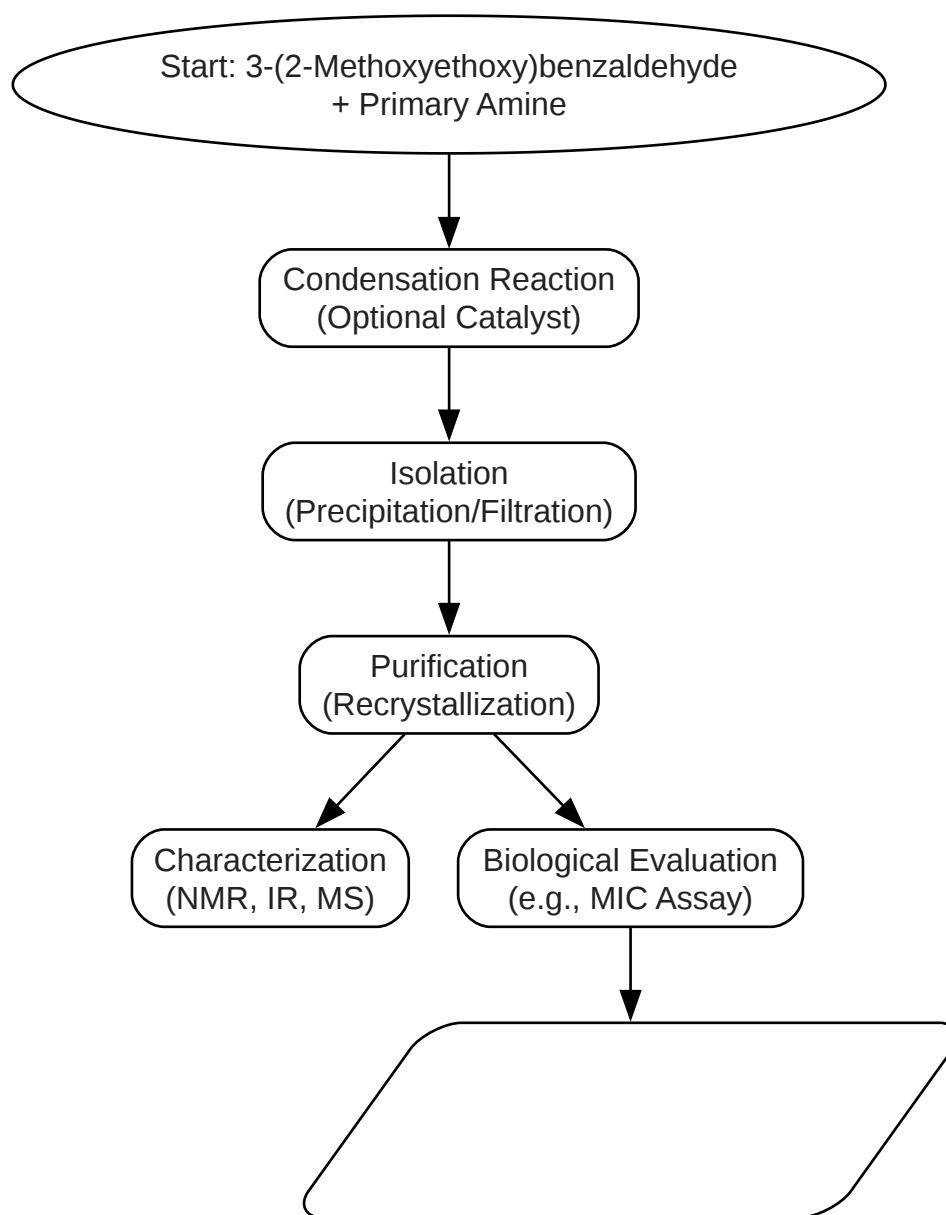 Start: 3-(2-Methoxyethoxy)benzaldehyde
+ Primary Amine
Condensation Reaction
(Optional Catalyst)
Isolation
(Precipitation/Filtration)
Purification
(Recrystallization)
Characterization
(NMR, IR, MS)
Biological Evaluation
(e.g., MIC Assay)